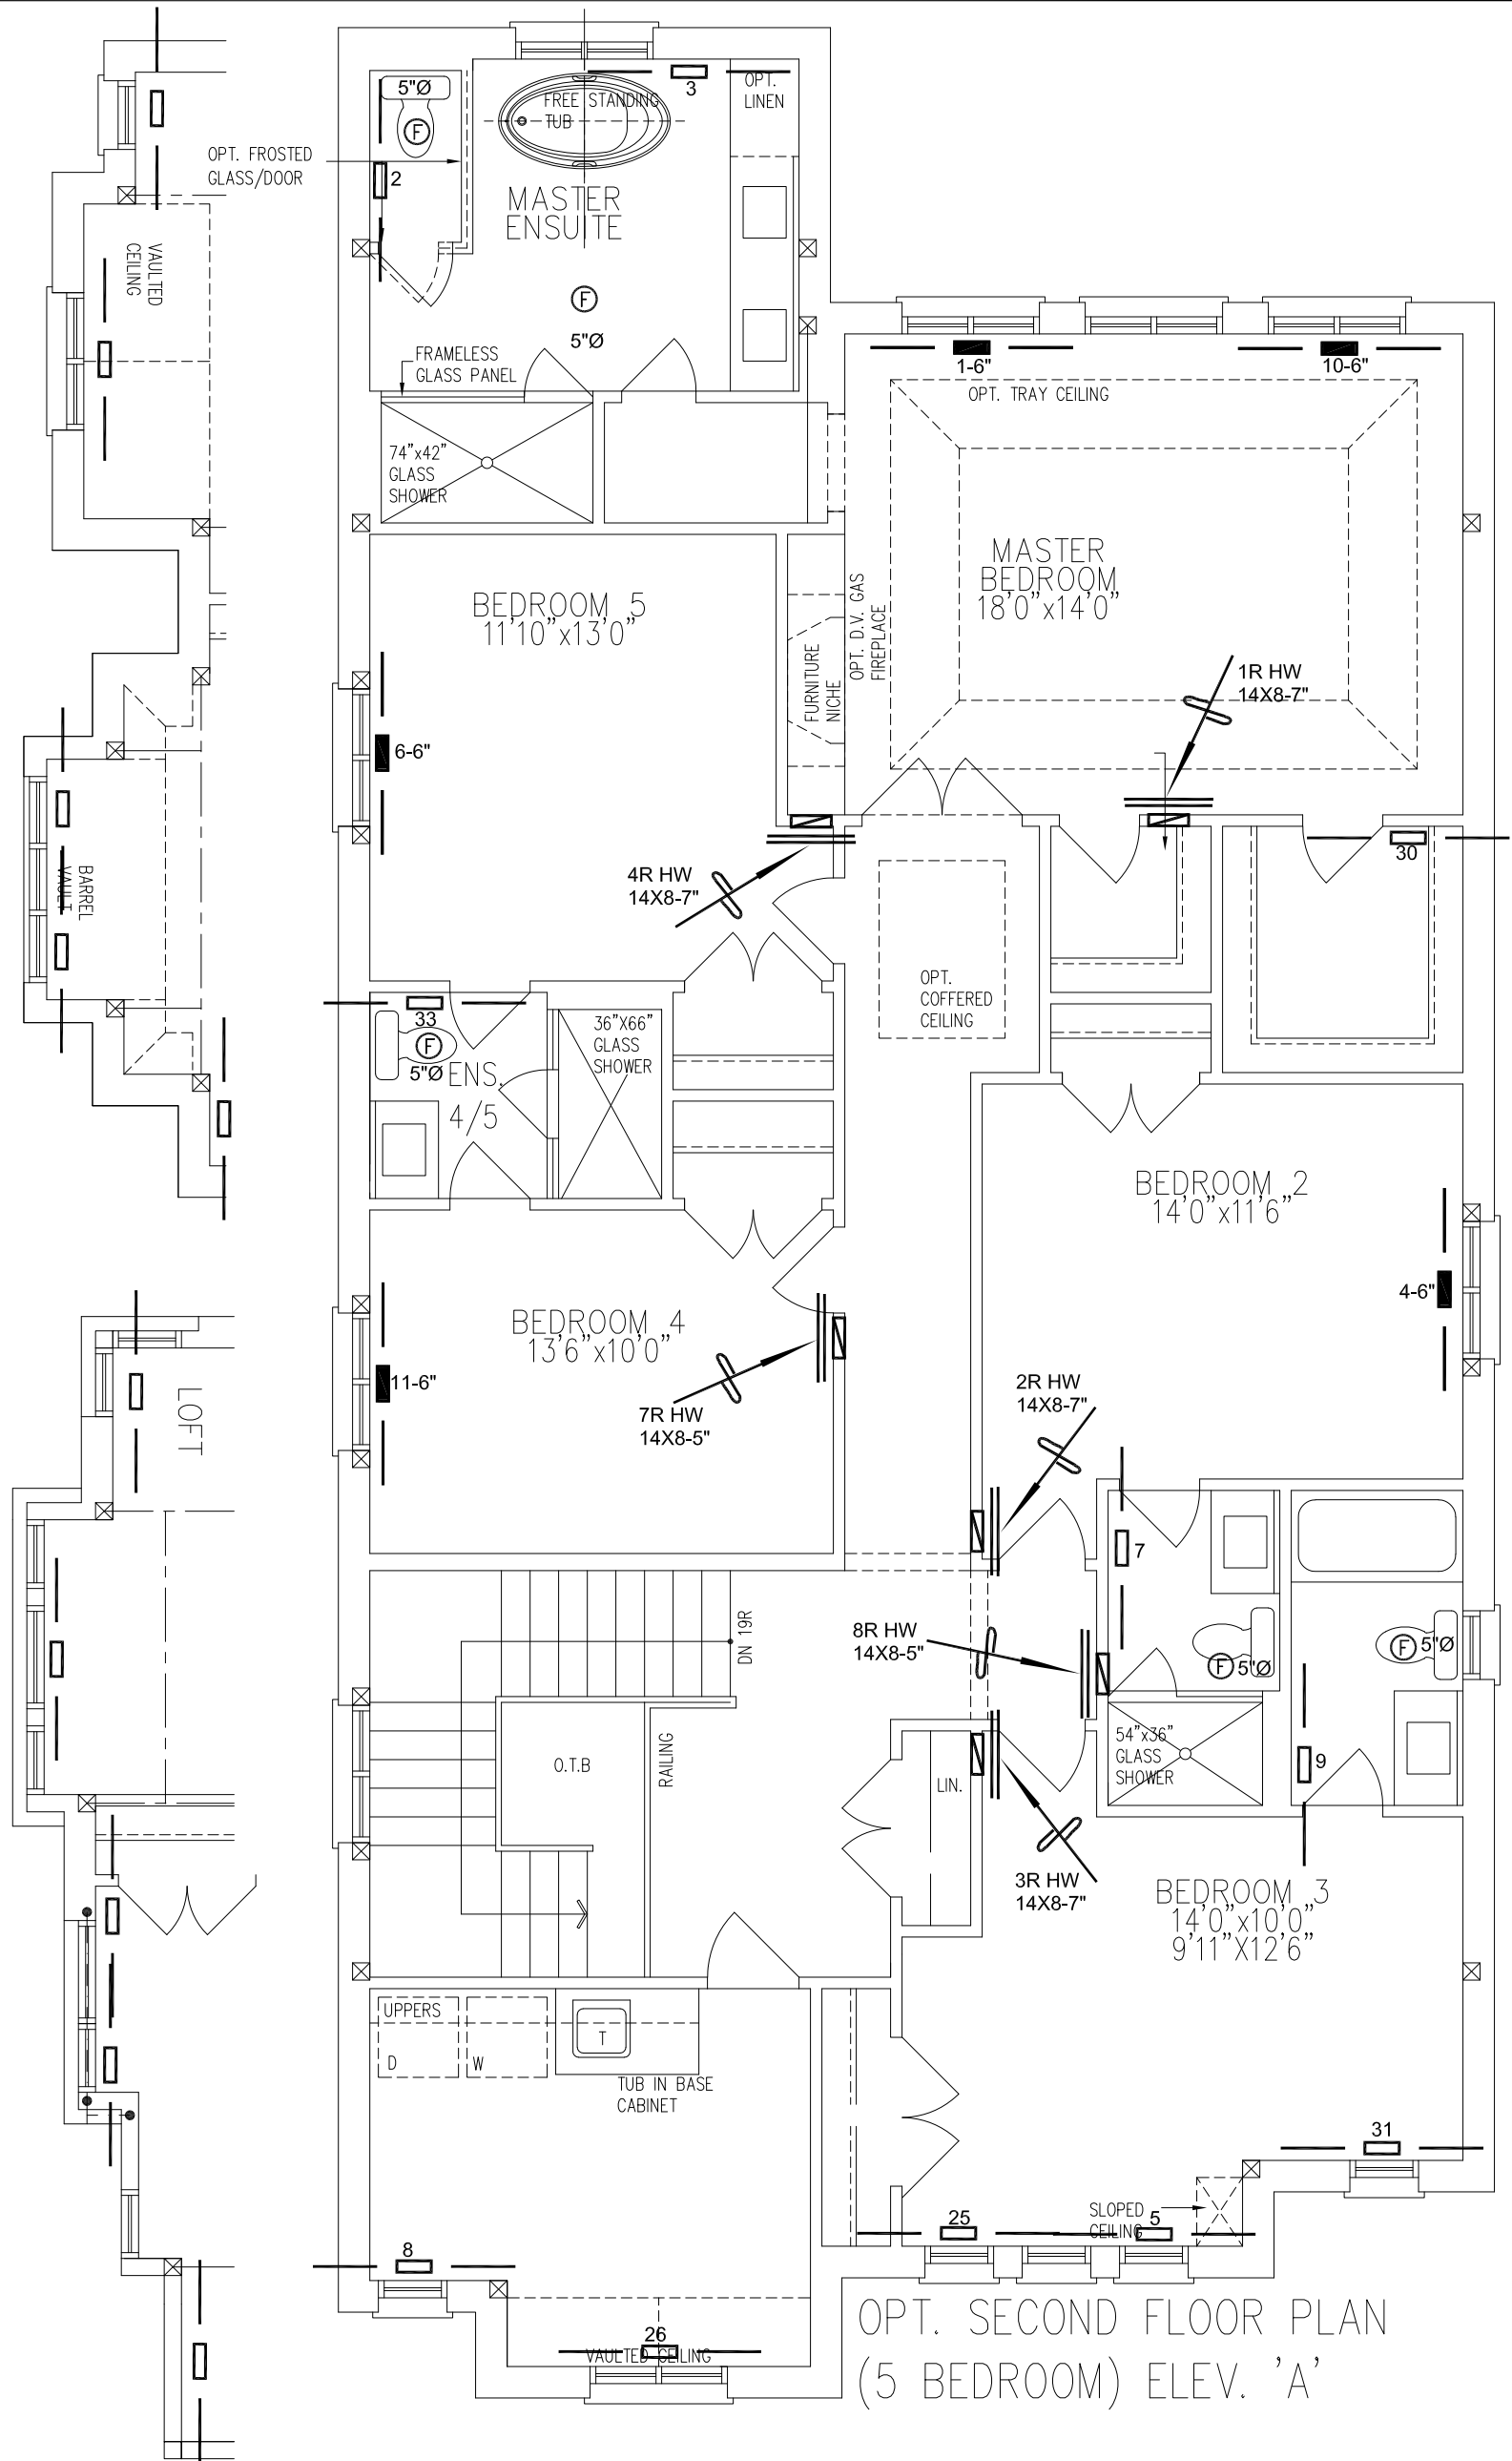 5"Ø
F
3
OPT.
LINEN
FREE STANDING
TUB
OPT. FROSTED
GLASS/DOOR
2
MASTER
ENSUITE
VAULTED
CEILING
F
5"Ø
FRAMELESS
GLASS PANEL
1-6"
10-6"
OPT. TRAY CEILING
74"x42"
GLASS
SHOWER
MASTER
BEDROOM
18'0"x14'0"
BEDROOM 5
11'10"x13'0"
OPT. D.V. GAS
FIREPLACE
FURNITURE
NICHE
1R HW
14X8-7"
6-6"
BARREL
VAULT
4R HW
14X8-7"
30
OPT.
COFFERED
CEILING
33
F
5"Ø
ENS.
4/5
36"X66"
GLASS
SHOWER
BEDROOM 2
14'0"x11'6"
4-6"
BEDROOM 4
13'6"x10'0"
11-6"
LOFT
7R HW
14X8-5"
2R HW
14X8-7"
7
8R HW
14X8-5"
F
5"Ø
F
5"Ø
DN 19R
O.T.B
RAILING
LIN.
54"x36"
GLASS
SHOWER
9
3R HW
14X8-7"
BEDROOM 3
14'0"x10'0"
9'11"X12'6"
UPPERS
D
W
T
TUB IN BASE
CABINET
31
SLOPED
CEILING
25
5
8
26
VAULTED CEILING
OPT. SECOND FLOOR PLAN
(5 BEDROOM) ELEV. 'A'